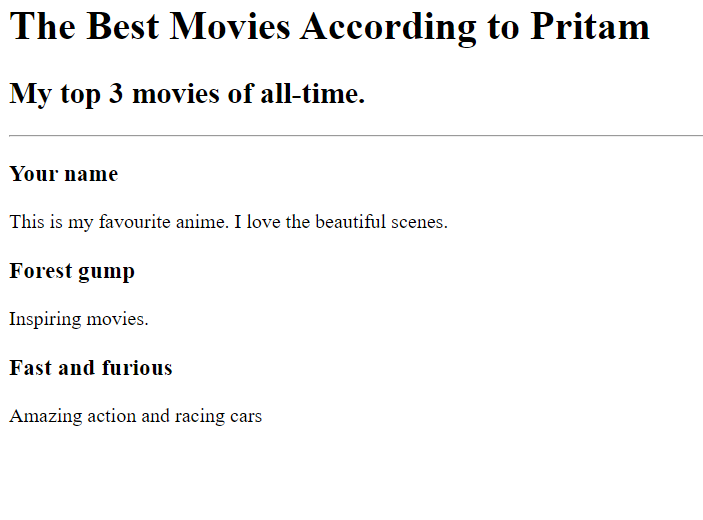 The Best Movies According to Pritam
My top 3 movies of all-time.
Your name
This is my favourite anime. I love the beautiful scenes.
Forest gump
Inspiring movies.
Fast and furious
Amazing action and racing cars